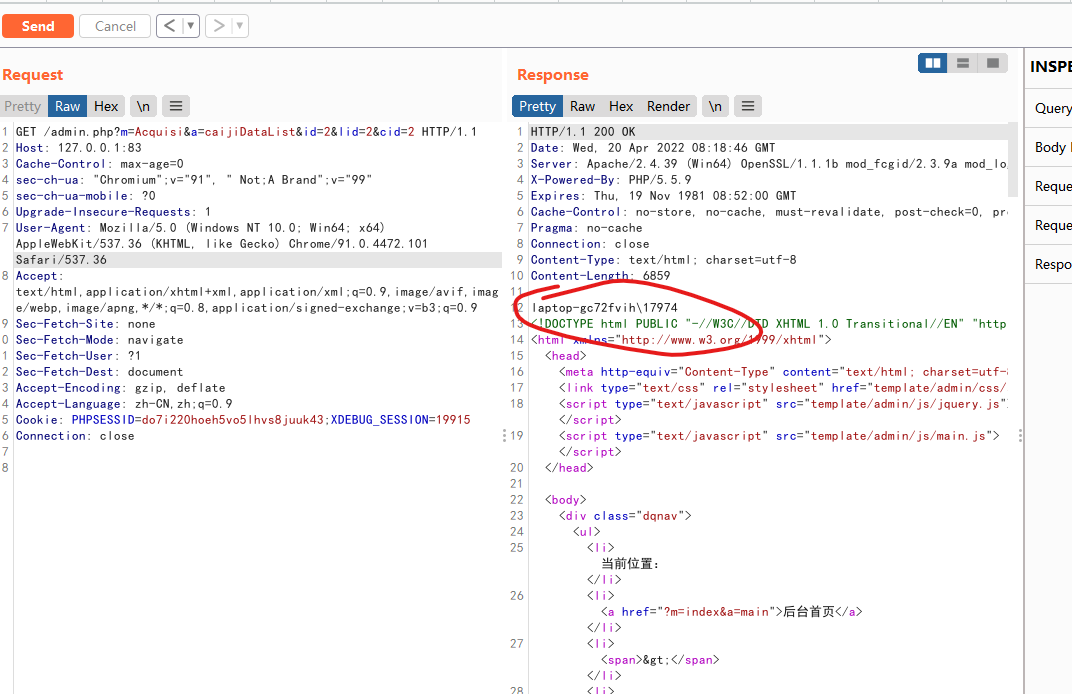 Send Cancel < ▼ > ▼
Request
Pretty Raw Hex \n ≡
1 GET /admin.php?m=Acquisi&a=caijiDataList&id=2&lid=2&cid=2 HTTP/1.1
2 Host: 127.0.0.1:83
3 Cache-Control: max-age=0
4 sec-ch-ua: "Chromium";v="91", " Not;A Brand";v="99"
5 sec-ch-ua-mobile: ?0
6 Upgrade-Insecure-Requests: 1
7 User-Agent: Mozilla/5.0 (Windows NT 10.0; Win64; x64)
AppleWebKit/537.36 (KHTML, like Gecko) Chrome/91.0.4472.101
Safari/537.36
8 Accept:
text/html,application/xhtml+xml,application/xml;q=0.9,image/avif,imag
e/webp,image/apng,*/*;q=0.8,application/signed-exchange;v=b3;q=0.9
9 Sec-Fetch-Site: none
0 Sec-Fetch-Mode: navigate
1 Sec-Fetch-User: ?1
2 Sec-Fetch-Dest: document
3 Accept-Encoding: gzip, deflate
4 Accept-Language: zh-CN,zh;q=0.9
5 Cookie: PHPSESSID=do7i220hoeh5vo5lhvs8juuk43;XDEBUG_SESSION=19915
6 Connection: close
7
8
Response
Pretty Raw Hex Render \n ≡
1 HTTP/1.1 200 OK
2 Date: Wed, 20 Apr 2022 08:18:46 GMT
3 Server: Apache/2.4.39 (Win64) OpenSSL/1.1.1b mod_fcgid/2.3.9a mod_lo
4 X-Powered-By: PHP/5.5.9
5 Expires: Thu, 19 Nov 1981 08:52:00 GMT
6 Cache-Control: no-store, no-cache, must-revalidate, post-check=0, pr
7 Pragma: no-cache
8 Connection: close
9 Content-Type: text/html; charset=utf-8
10 Content-Length: 6859
11
12 laptop-gc72fvih\17974
13 <!DOCTYPE html PUBLIC "-//W3C//DTD XHTML 1.0 Transitional//EN" "http
14 <html xmlns="http://www.w3.org/1999/xhtml">
15 <head>
16 <meta http-equiv="Content-Type" content="text/html; charset=utf-
17 <link type="text/css" rel="stylesheet" href="template/admin/css/
18 <script type="text/javascript" src="template/admin/js/jquery.js"
</script>
19 <script type="text/javascript" src="template/admin/js/main.js">
</script>
20 </head>
21
22 <body>
23 <div class="dqnav">
24 <ul>
25 <li>
当前位置：
</li>
26 <li>
<a href="?m=index&a=main">后台首页</a>
</li>
27 <li>
<span>&gt;</span>
</li>
28 <li>
INSPE
Query
Body
Reque
Reque
Respo